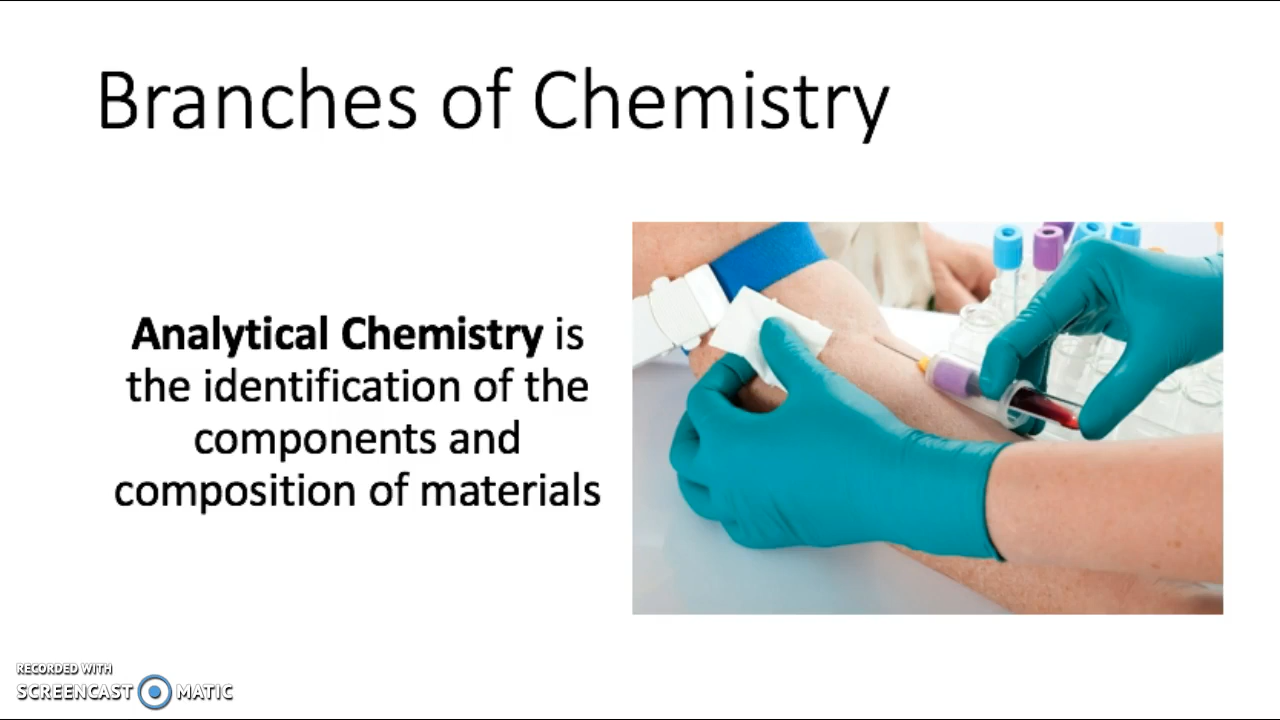 Branches of Chemistry
Analytical Chemistry is
the identification of the
components and
composition of materials
RECORDED WITH
SCREENCAST MATIC